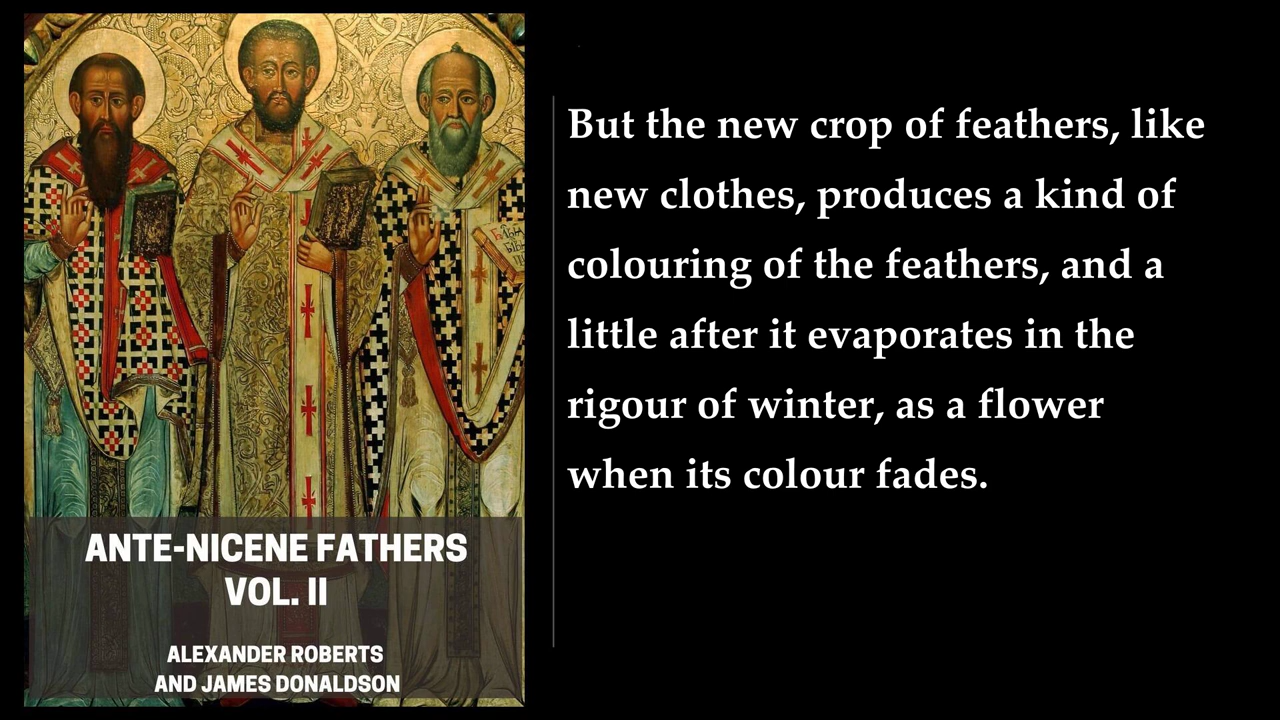 But the new crop of feathers, like
new clothes, produces a kind of
colouring of the feathers, and a
little after it evaporates in the
rigour of winter, as a flower
when its colour fades.
ANTE-NICENE FATHERS
VOL. II
ALEXANDER ROBERTS
AND JAMES DONALDSON